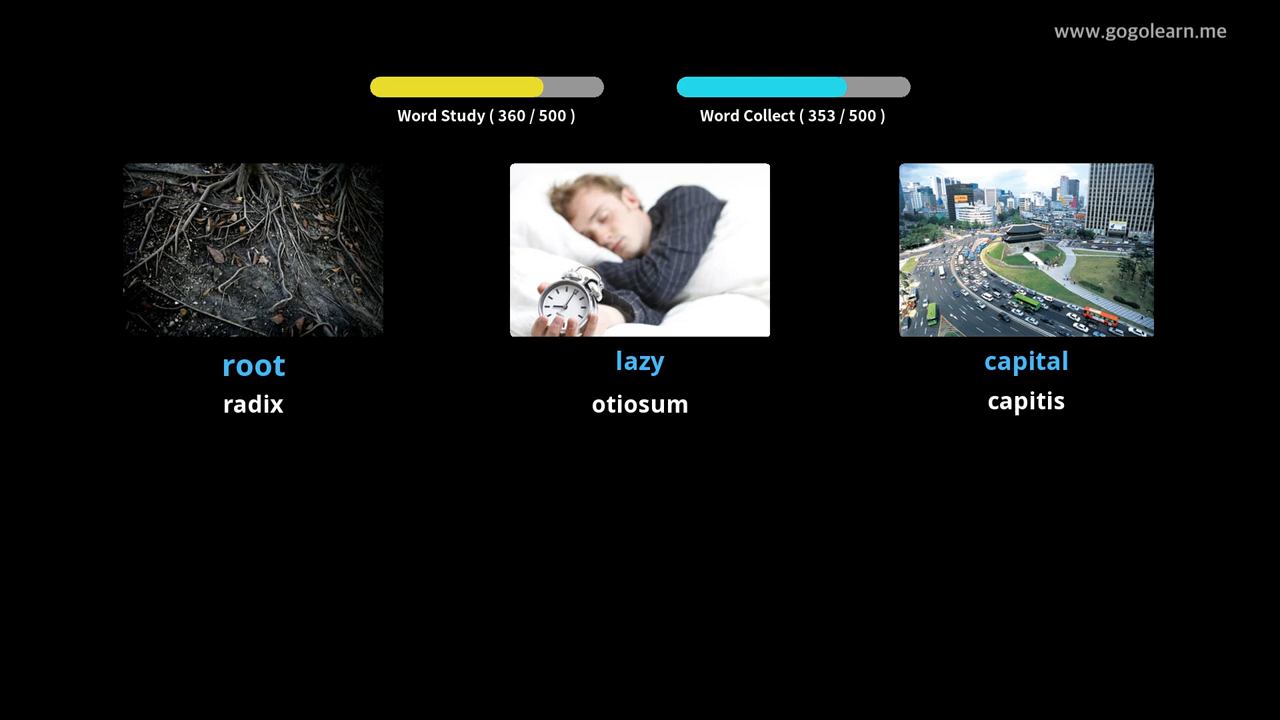 www.gogolearn.me
Word Study ( 360 / 500 )
Word Collect ( 353 / 500 )
root
radix
lazy
otiosum
capital
capitis